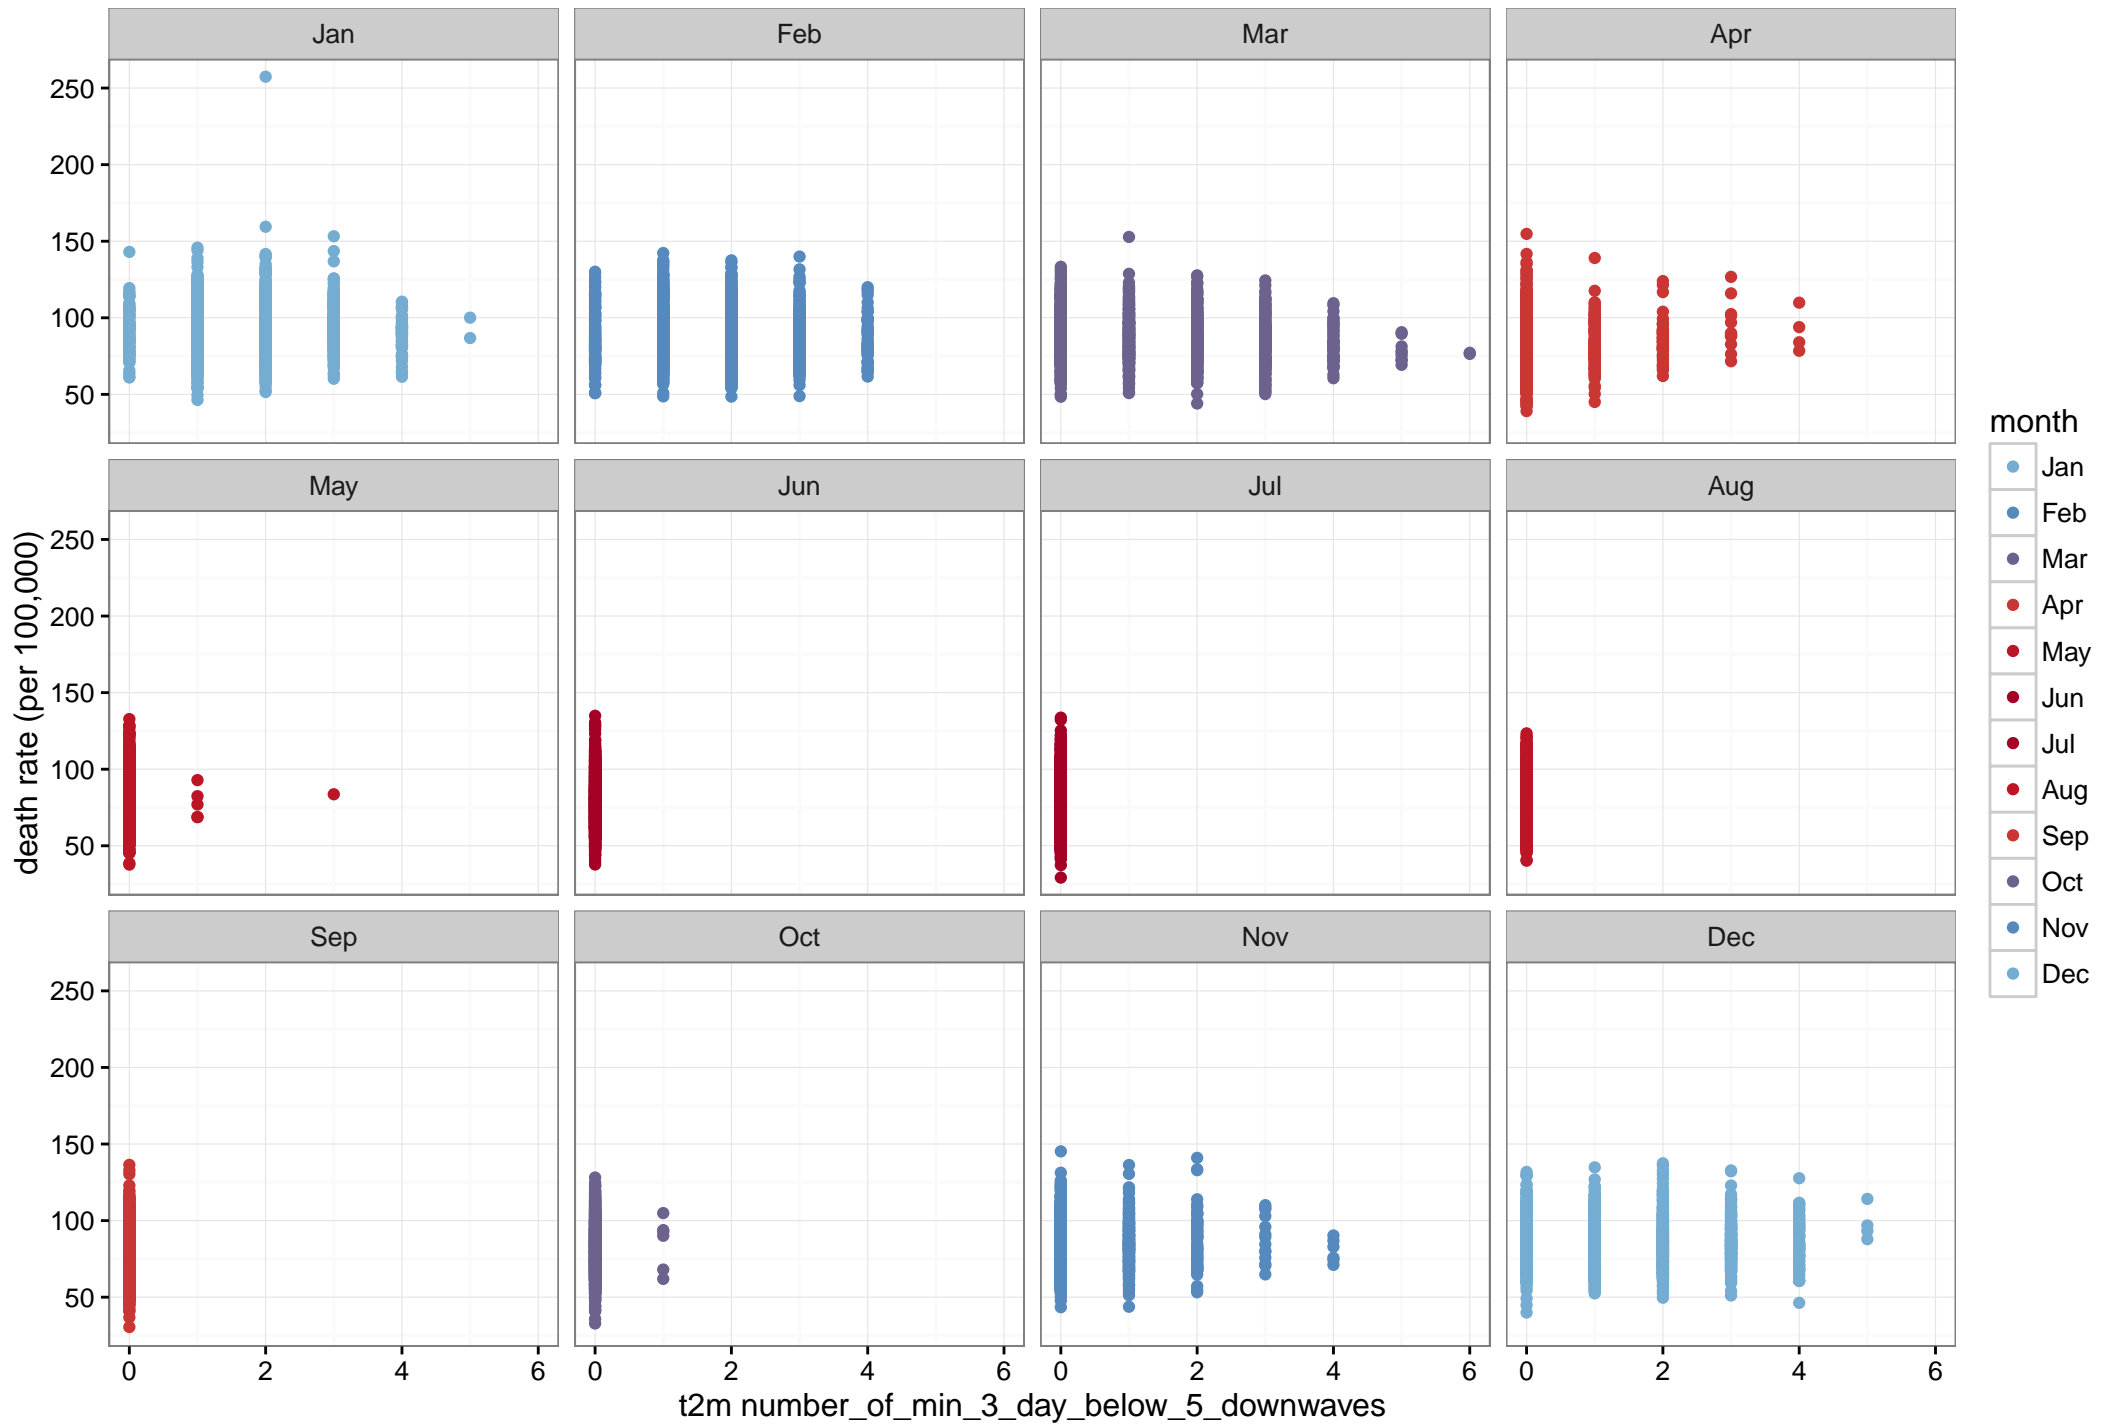 Jan Feb Mar Apr
250
200
150
100
50
May Jun Jul Aug
250
200
150
100
50
Sep Oct Nov Dec
250
200
150
100
50
0 2 4 6 0 2 4 6 0 2 4 6 0 2 4 6
t2m number_of_min_3_day_below_5_downwaves
death rate (per 100,000)
month
Jan
Feb
Mar
Apr
May
Jun
Jul
Aug
Sep
Oct
Nov
Dec